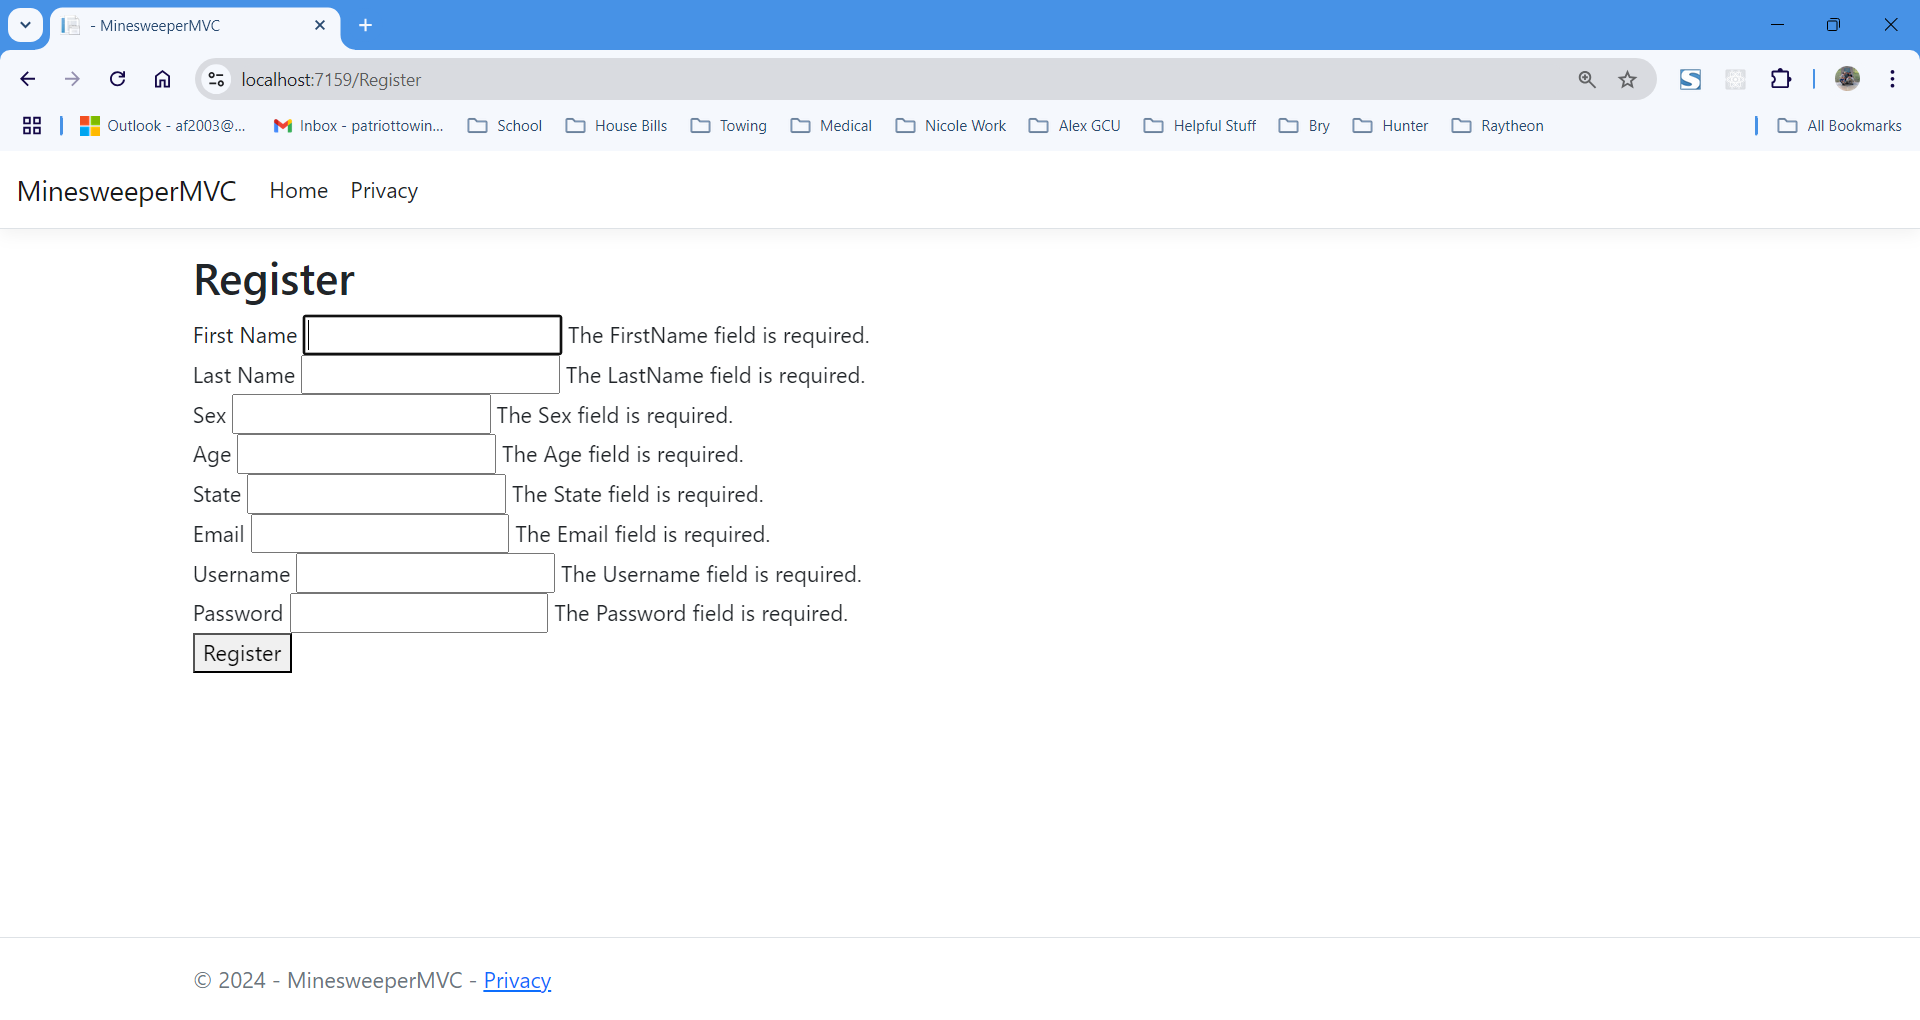 - MinesweeperMVC
localhost:7159/Register
Outlook - af2003@... Inbox - patriottowin... School House Bills Towing Medical Nicole Work Alex GCU Helpful Stuff Bry Hunter Raytheon All Bookmarks
MinesweeperMVC Home Privacy
Register
First Name The FirstName field is required.
Last Name The LastName field is required.
Sex The Sex field is required.
Age The Age field is required.
State The State field is required.
Email The Email field is required.
Username The Username field is required.
Password The Password field is required.
Register
© 2024 - MinesweeperMVC - Privacy